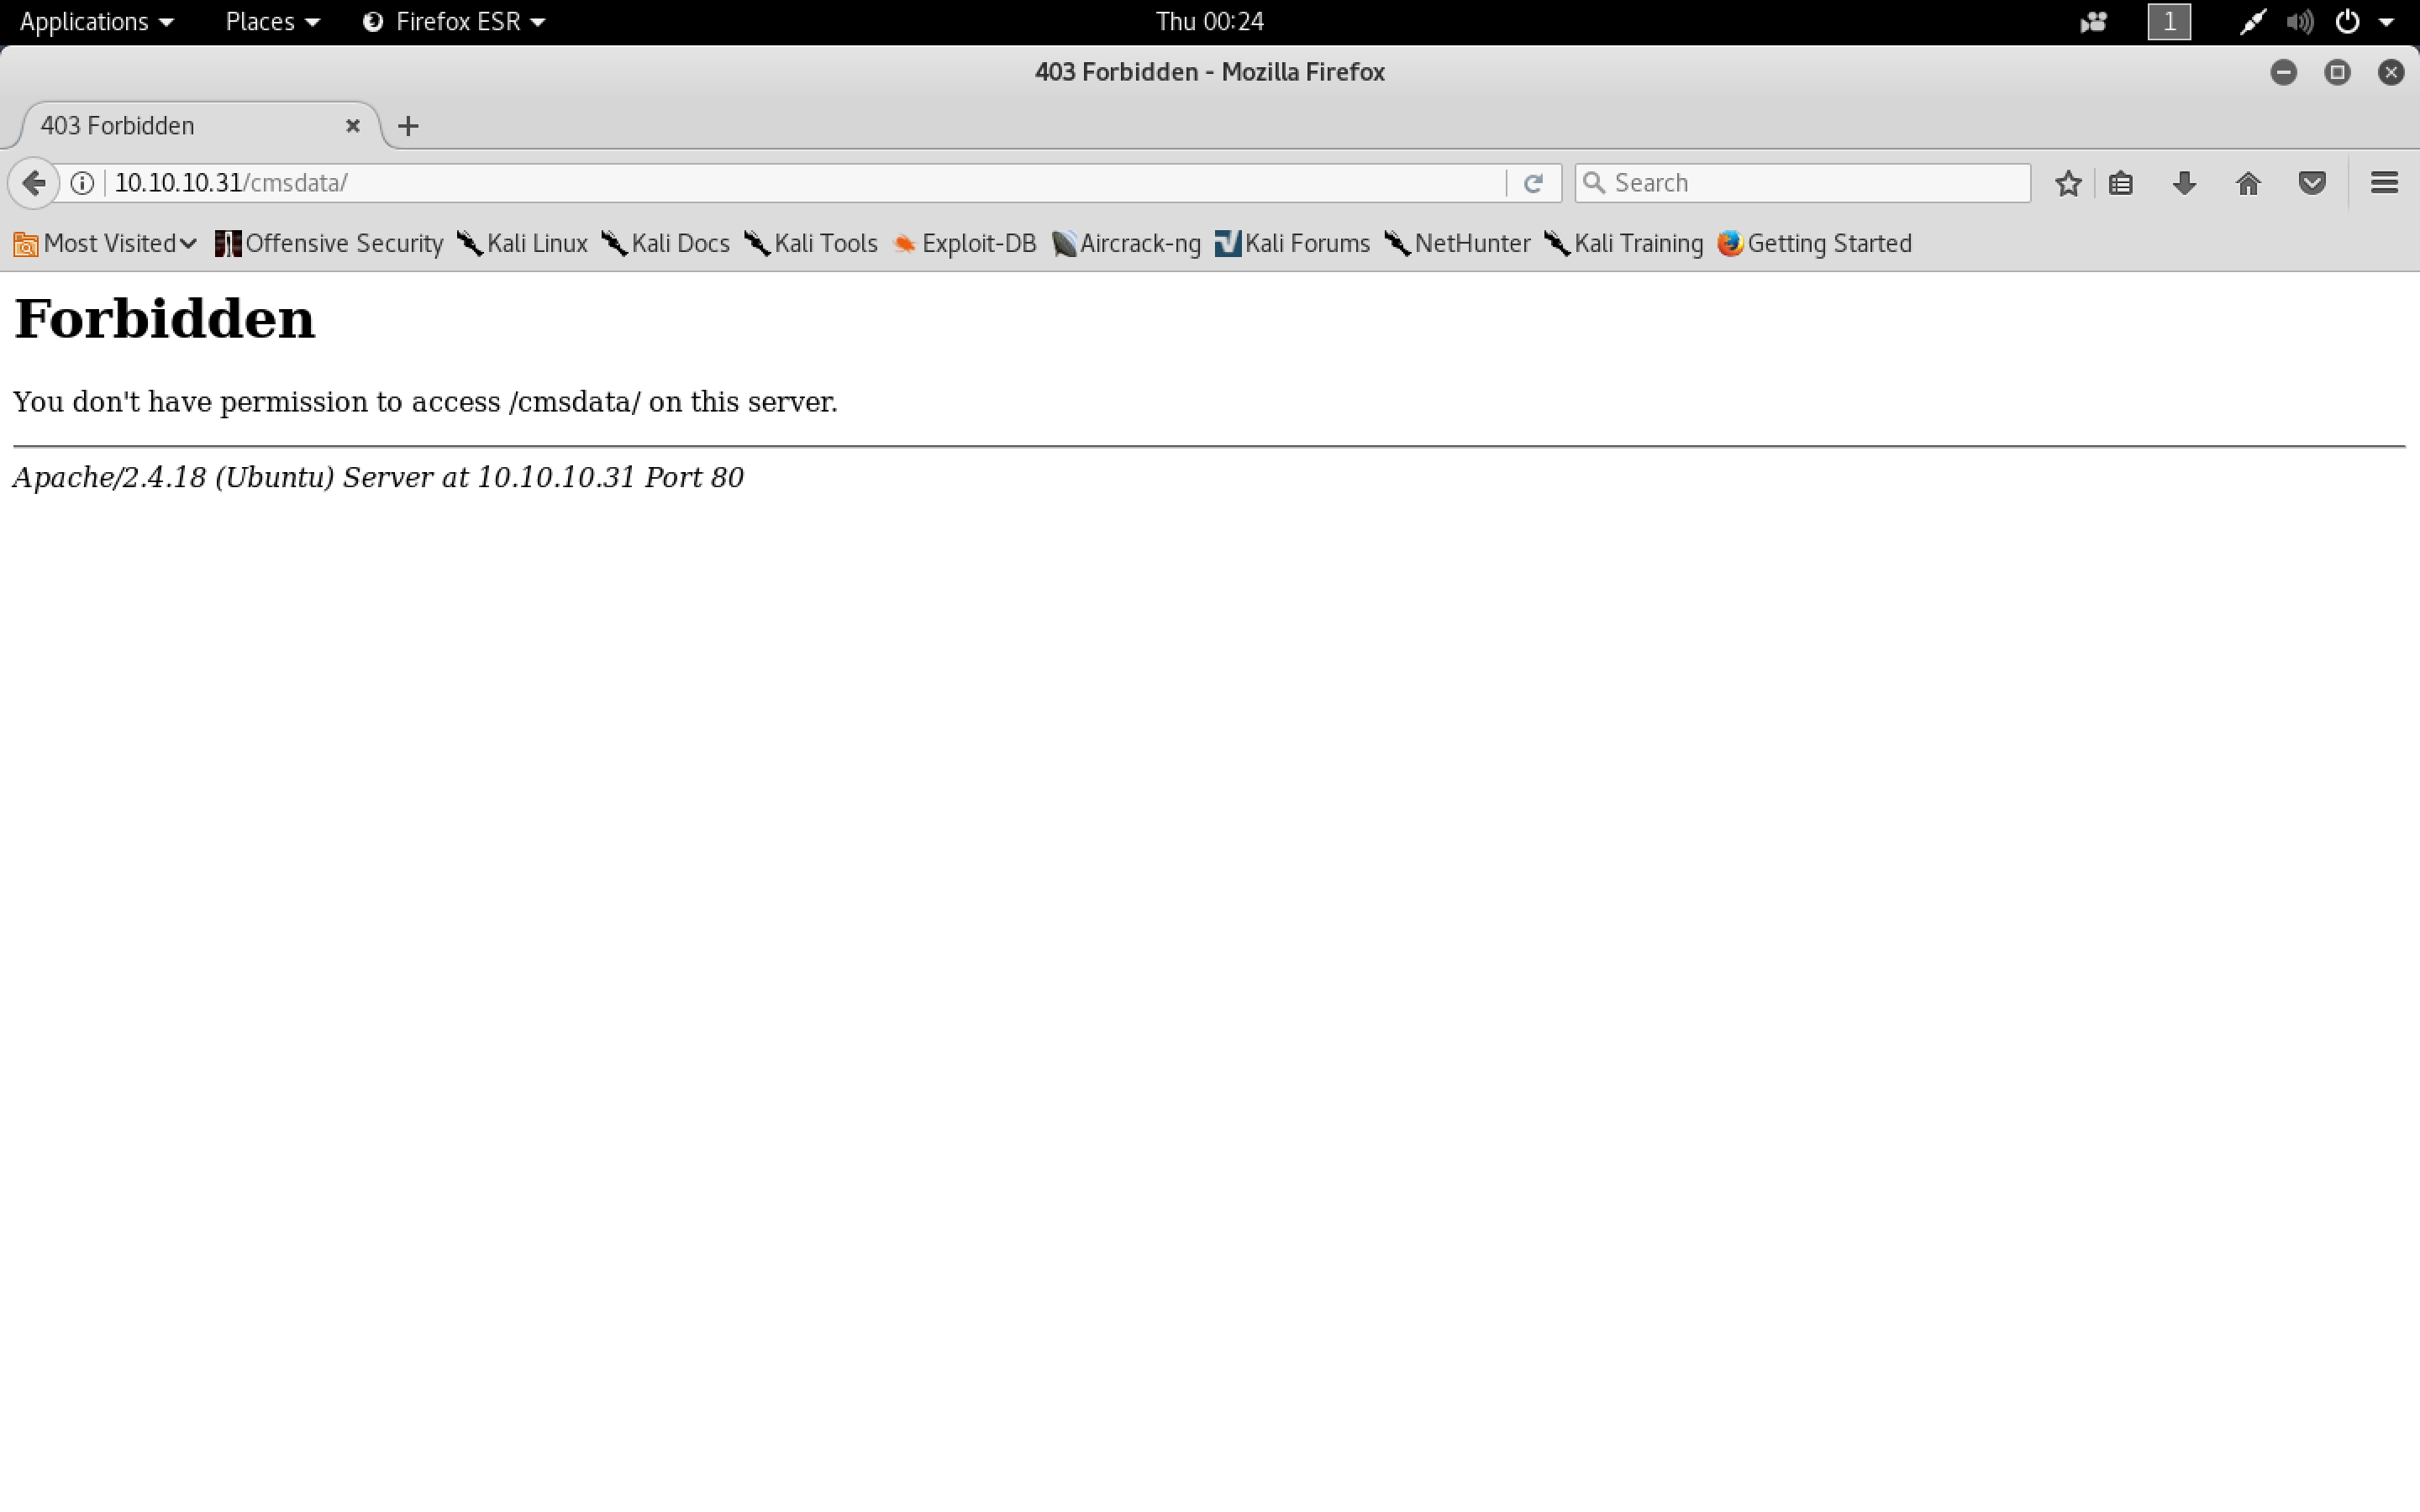 Applications Places Firefox ESR Thu 00:24 1
403 Forbidden - Mozilla Firefox
403 Forbidden
10.10.10.31/cmsdata/ Search
Most Visited Offensive Security Kali Linux Kali Docs Kali Tools Exploit-DB Aircrack-ng Kali Forums NetHunter Kali Training Getting Started
Forbidden
You don't have permission to access /cmsdata/ on this server.
Apache/2.4.18 (Ubuntu) Server at 10.10.10.31 Port 80